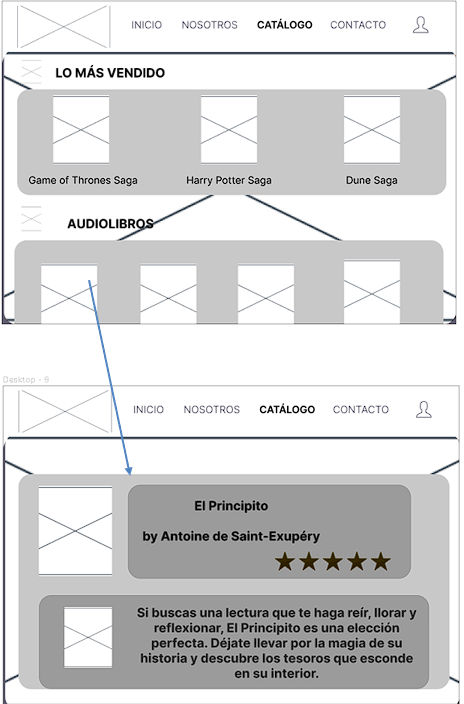 INICIO NOSOTROS CATÁLOGO CONTACTO
LO MÁS VENDIDO
Game of Thrones Saga Harry Potter Saga Dune Saga
AUDIOLIBROS
Desktop - 9
INICIO NOSOTROS CATÁLOGO CONTACTO
El Principito
by Antoine de Saint-Exupéry
Si buscas una lectura que te haga reír, llorar y
reflexionar, El Principito es una elección
perfecta. Déjate llevar por la magia de su
historia y descubre los tesoros que esconde
en su interior.